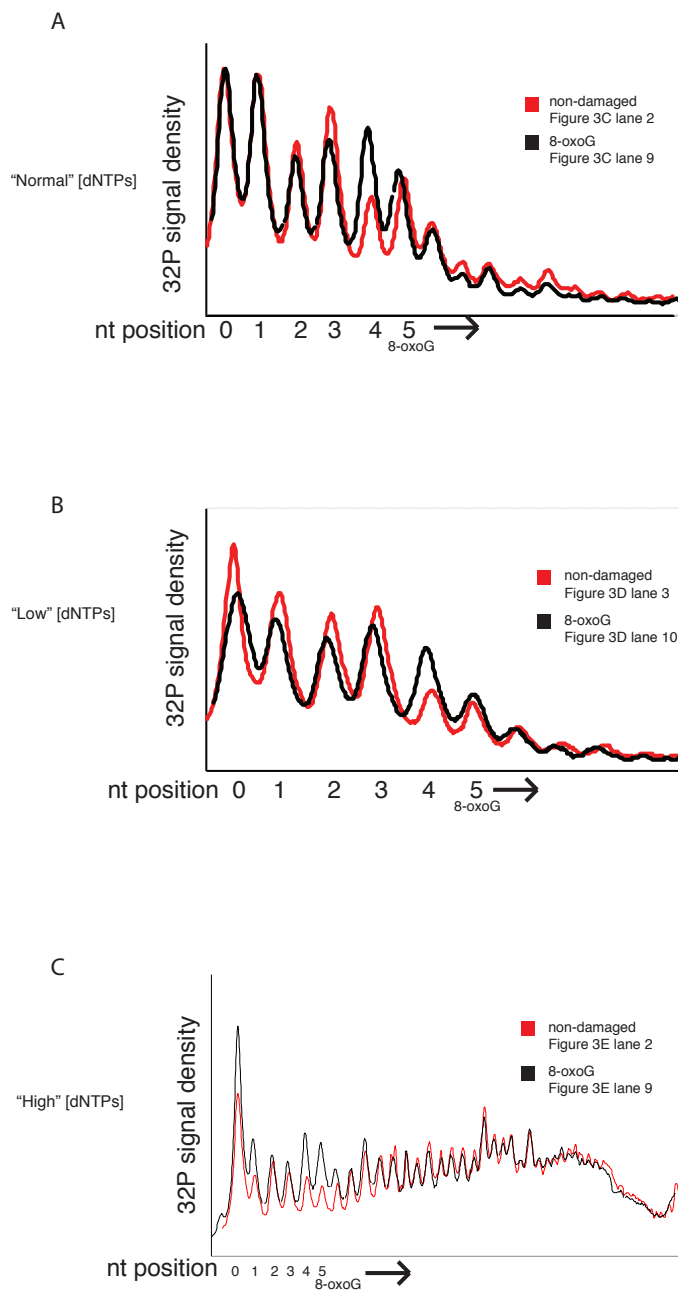 A
"Normal" [dNTPs]
32P signal density
non-damaged
Figure 3C lane 2
8-oxoG
Figure 3C lane 9
nt position 0 1 2 3 4 5
8-oxoG
B
"Low" [dNTPs]
32P signal density
non-damaged
Figure 3D lane 3
8-oxoG
Figure 3D lane 10
nt position 0 1 2 3 4 5
8-oxoG
C
"High" [dNTPs]
32P signal density
non-damaged
Figure 3E lane 2
8-oxoG
Figure 3E lane 9
nt position 0 1 2 3 4 5
8-oxoG